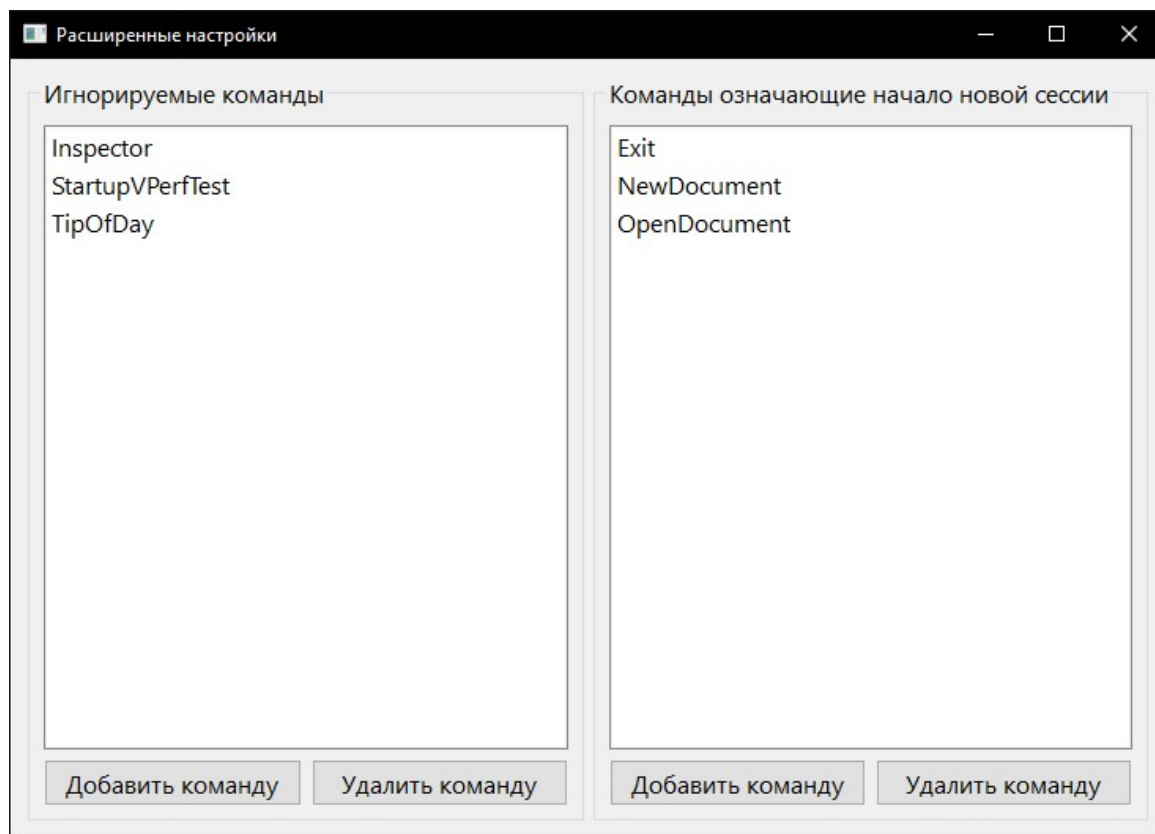 Расширенные настройки
Игнорируемые команды
Inspector
StartupVPerfTest
TipOfDay
Добавить команду
Удалить команду
Команды означающие начало новой сессии
Exit
NewDocument
OpenDocument
Добавить команду
Удалить команду